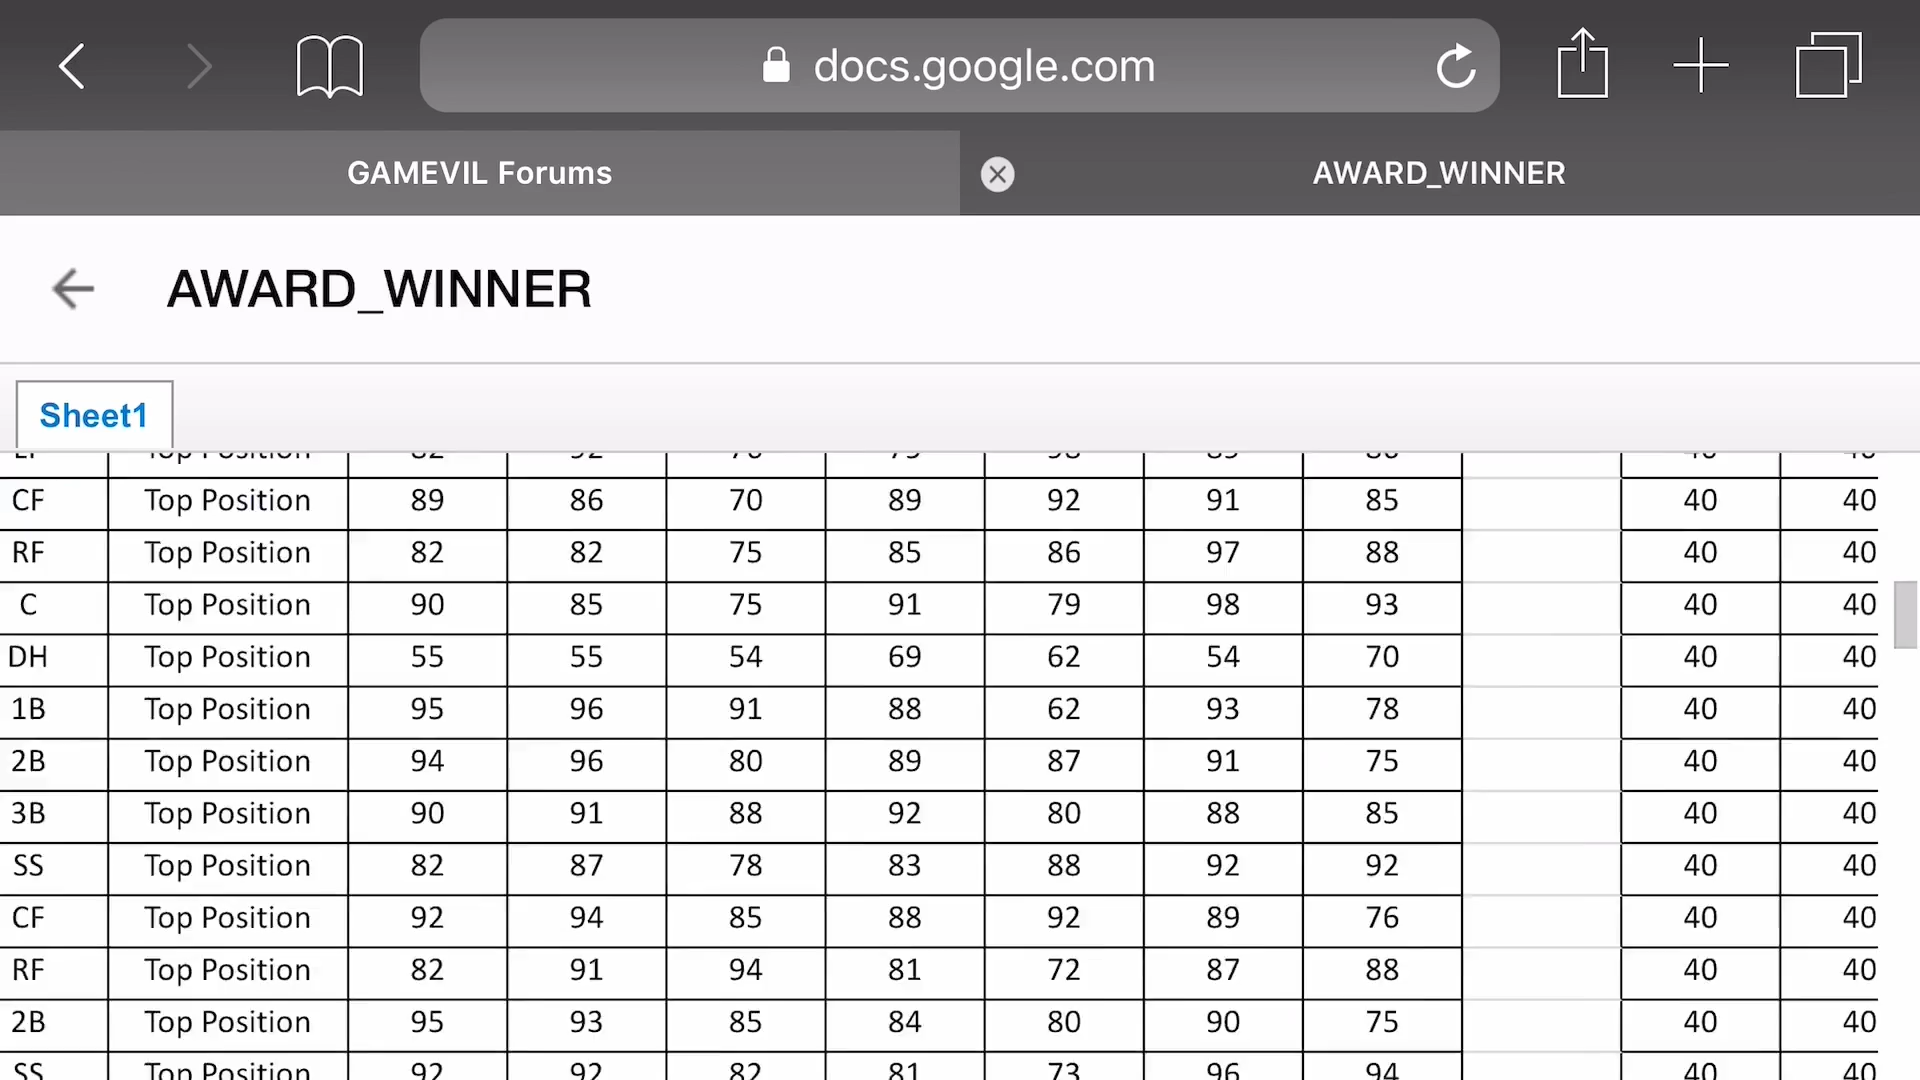 docs.google.com
GAMEVIL Forums AWARD_WINNER
AWARD_WINNER
Sheet1
CF Top Position 89 86 70 89 92 91 85 40 40
RF Top Position 82 82 75 85 86 97 88 40 40
C Top Position 90 85 75 91 79 98 93 40 40
DH Top Position 55 55 54 69 62 54 70 40 40
1B Top Position 95 96 91 88 62 93 78 40 40
2B Top Position 94 96 80 89 87 91 75 40 40
3B Top Position 90 91 88 92 80 88 85 40 40
SS Top Position 82 87 78 83 88 92 92 40 40
CF Top Position 92 94 85 88 92 89 76 40 40
RF Top Position 82 91 94 81 72 87 88 40 40
2B Top Position 95 93 85 84 80 90 75 40 40
SS Top Position 92 92 82 81 73 96 94 40 40